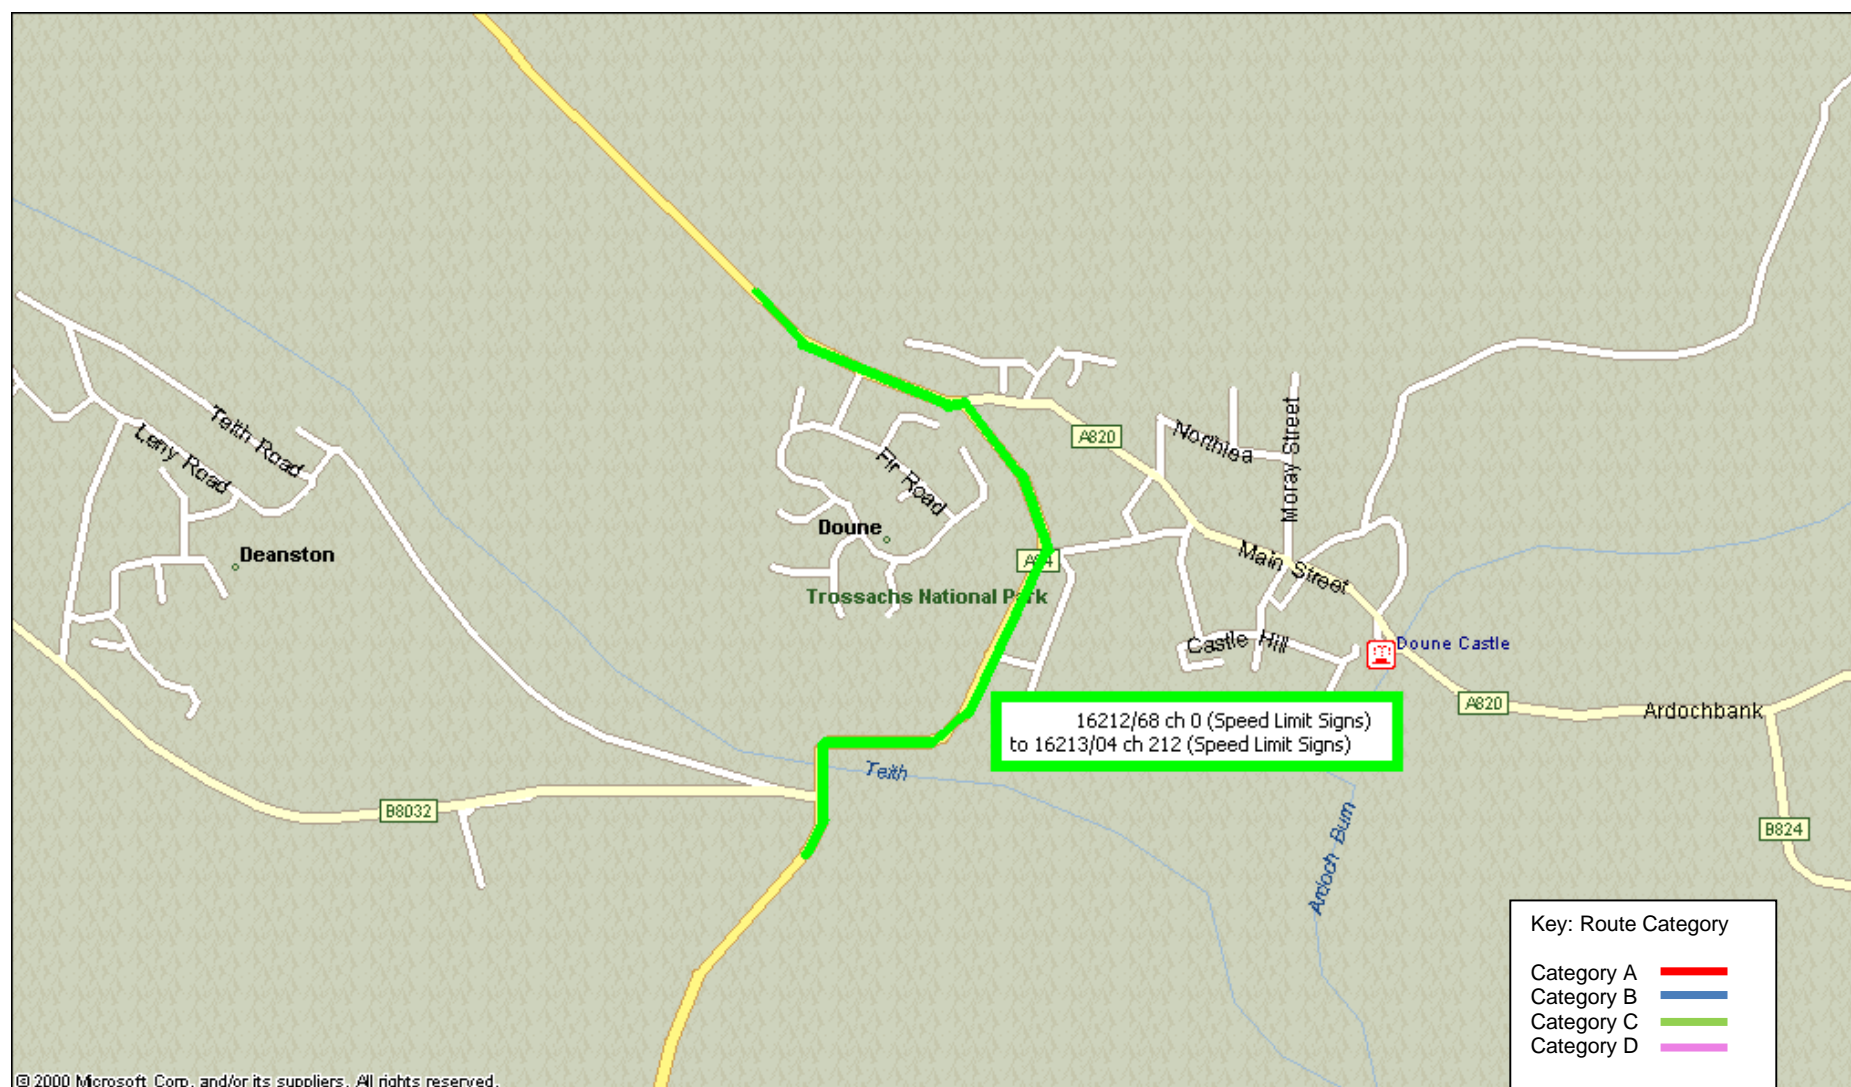 A820
Northlea
Moray Street
Teith Road
Leny Road
Fir Road
Doune
Deanston
A84
Main Street
Trossachs National Park
Castle Hill
Doune Castle
A820
Ardochbank
16212/68 ch 0 (Speed Limit Signs)
to 16213/04 ch 212 (Speed Limit Signs)
Teith
B8032
Ardoch Burn
B824
Key: Route Category
Category A
Category B
Category C
Category D
© 2000 Microsoft Corp. and/or its suppliers. All rights reserved.